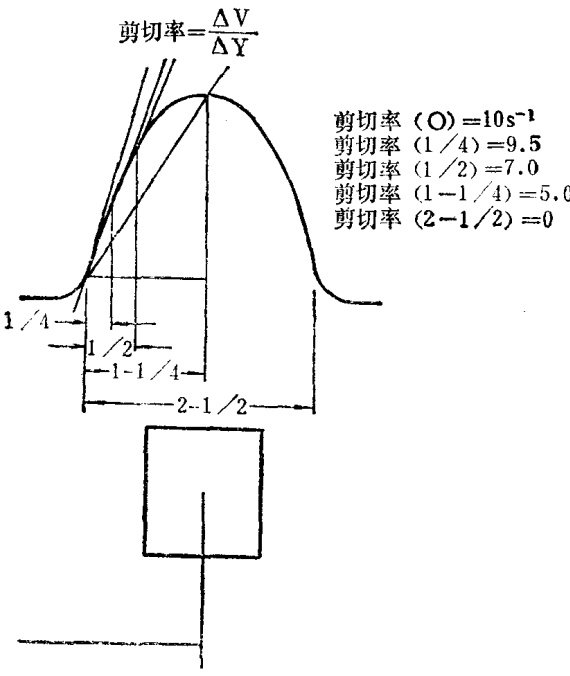 剪切率=ΔV/ΔY
剪切率 (O) =10s⁻¹
剪切率 (1/4) =9.5
剪切率 (1/2) =7.0
剪切率 (1-1/4) =5.0
剪切率 (2-1/2) =0
1/4
1/2
1-1/4
2-1/2